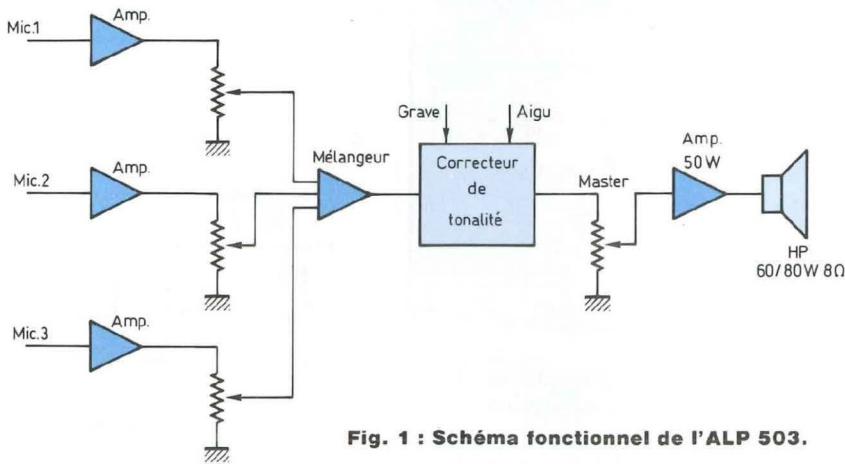 Mic.1
Amp.
Mic.2
Amp.
Mic.3
Amp.
Mélangeur
Grave
Aigu
Correcteur
de
tonalité
Master
Amp.
50W
HP
60/80W 8Ω
Fig. 1 : Schéma fonctionnel de l'ALP 503.